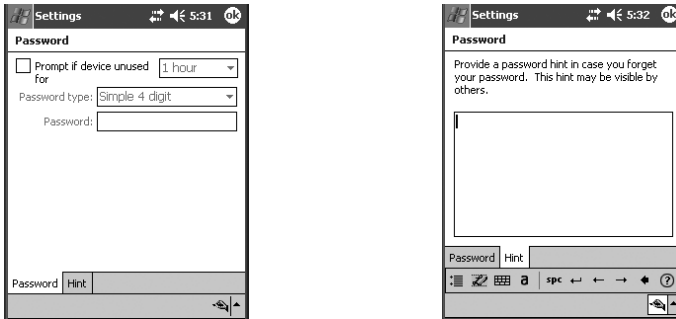 Settings 5:31 ok
Password
Prompt if device unused for 1 hour
Password type: Simple 4 digit
Password:
Password Hint
Settings 5:32 ok
Password
Provide a password hint in case you forget
your password. This hint may be visible by
others.
Password Hint
a spc ?